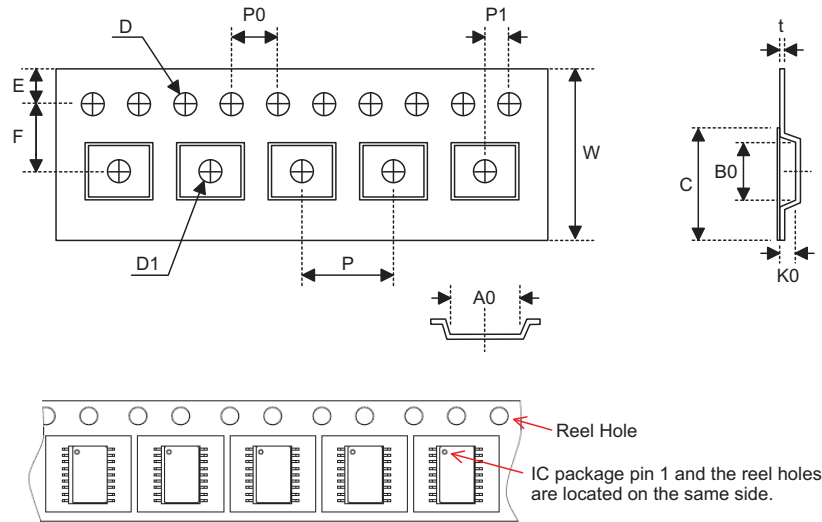 D
P0
P1
t
E
F
W
C
B0
D1
P
K0
A0
Reel Hole
IC package pin 1 and the reel holes
are located on the same side.